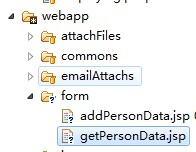 webapp
attachFiles
commons
emailAttachs
form
addPersonData.jsp
getPersonData.jsp